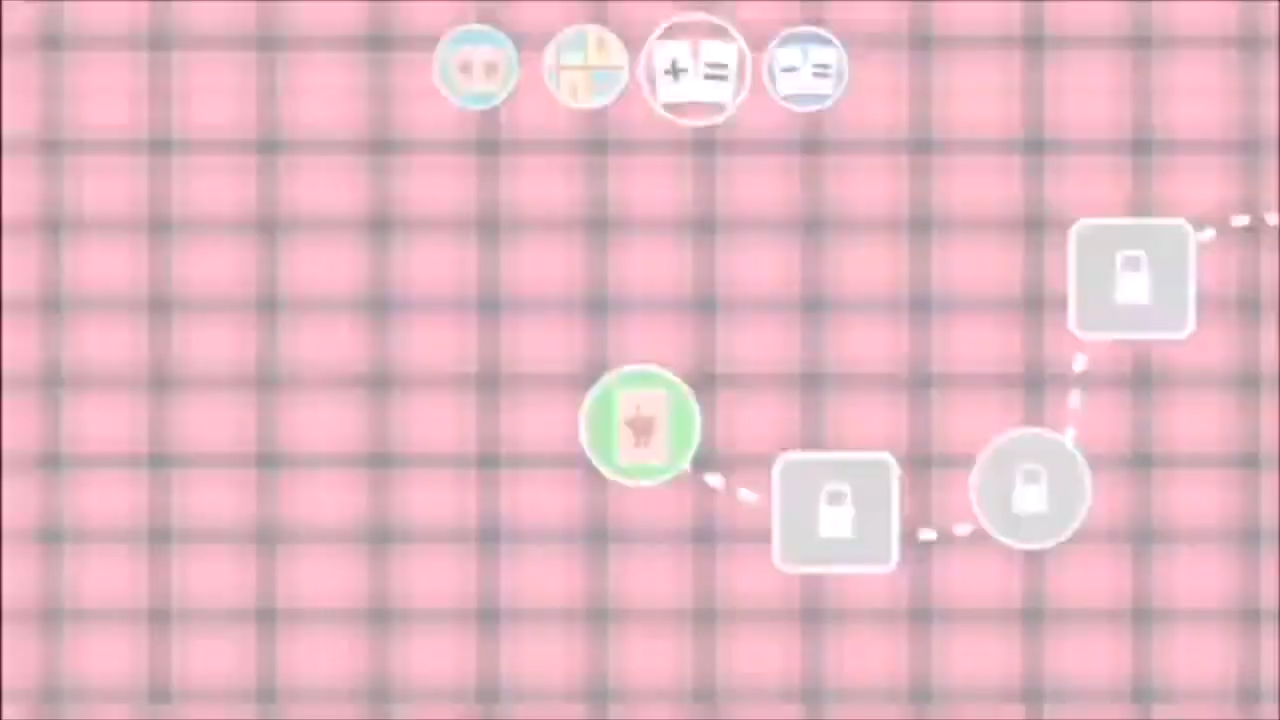 + =
- =